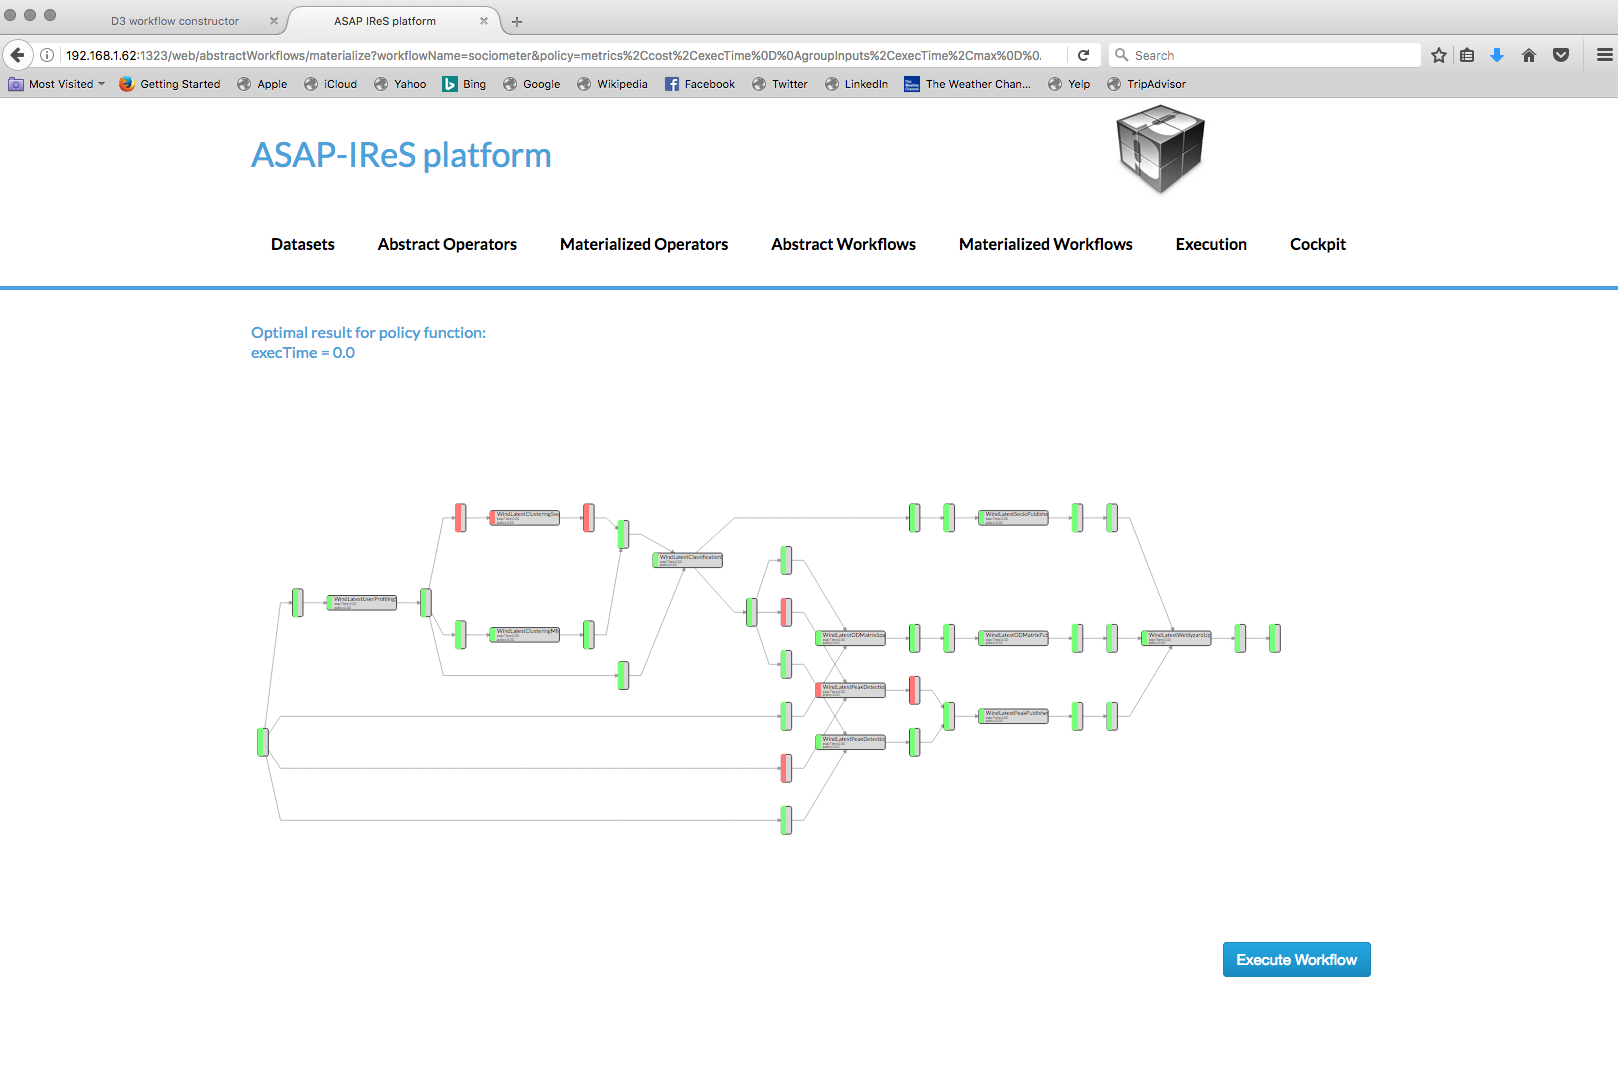 D3 workflow constructor
ASAP IReS platform
192.168.1.62:1323/web/abstractWorkflows/materialize?workflowName=sociometer&policy=metrics%2Ccost%2CexecTime%0D%0AgroupInputs%2CexecTime%2Cmax%0D%0.
Search
Most Visited
Getting Started
Apple
iCloud
Yahoo
Bing
Google
Wikipedia
Facebook
Twitter
LinkedIn
The Weather Chan...
Yelp
TripAdvisor
ASAP-IReS platform
Datasets
Abstract Operators
Materialized Operators
Abstract Workflows
Materialized Workflows
Execution
Cockpit
Optimal result for policy function:
execTime = 0.0
WindLatestClusteringSpa
WindLatestSocioPublishe
WindLatestClassification
WindLatestUserProfiling
WindLatestClusteringMll
WindLatestODMatrixSpa
WindLatestODMatrixPub
WindLatestWeblyzardUp
WindLatestPeakDetectio
WindLatestPeakPublishe
WindLatestPeakDetectio
Execute Workflow